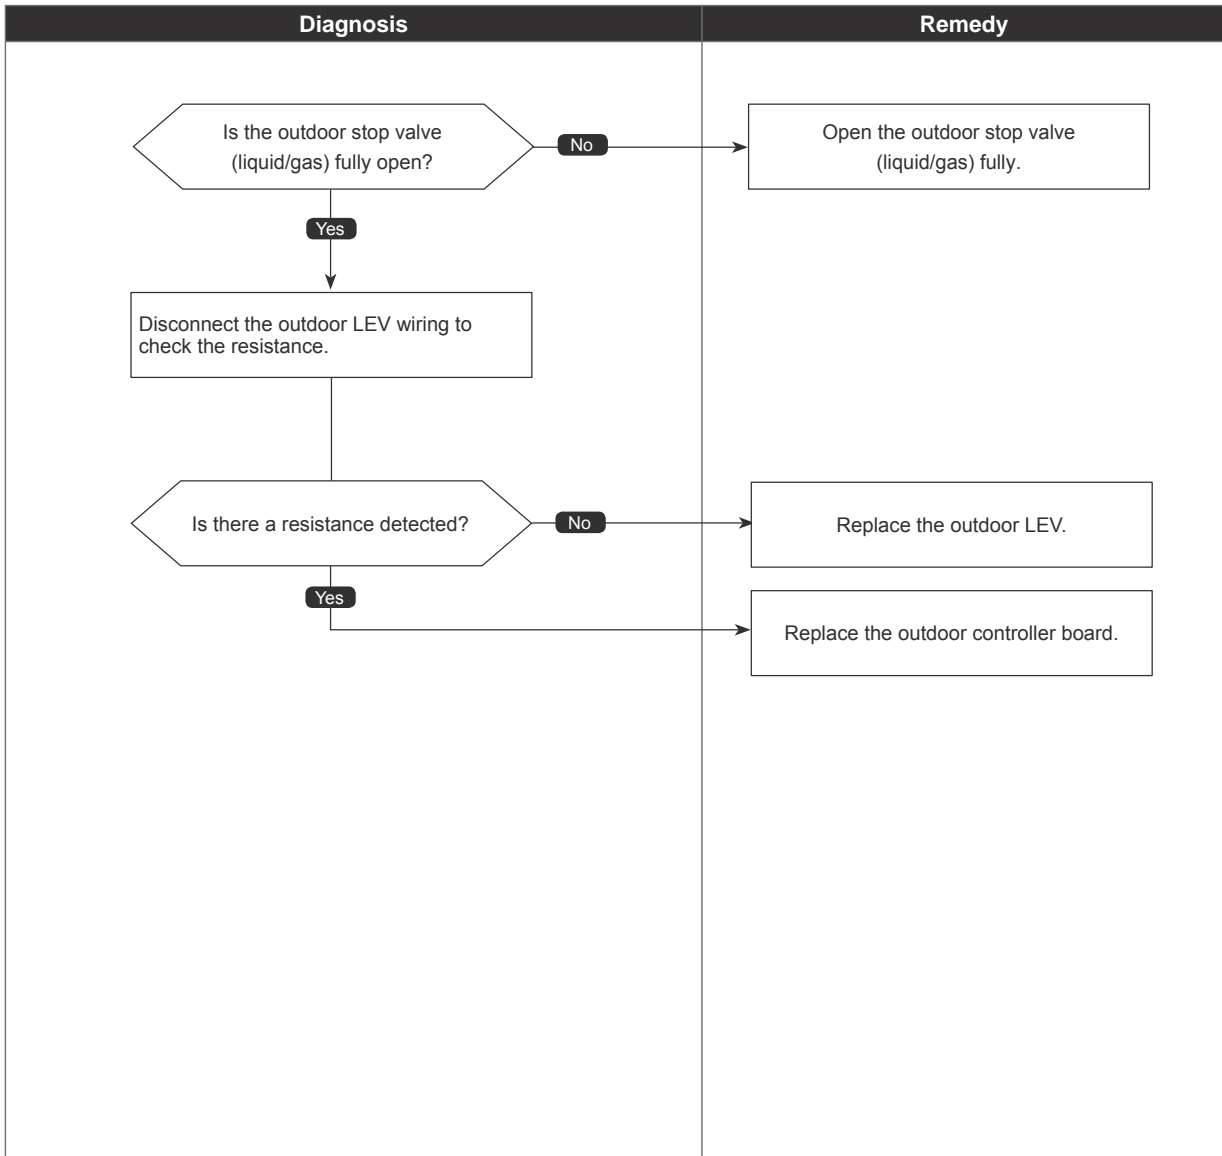 Diagnosis
Remedy
Is the outdoor stop valve
(liquid/gas) fully open?
No
Open the outdoor stop valve
(liquid/gas) fully.
Yes
Disconnect the outdoor LEV wiring to
check the resistance.
Is there a resistance detected?
No
Replace the outdoor LEV.
Yes
Replace the outdoor controller board.